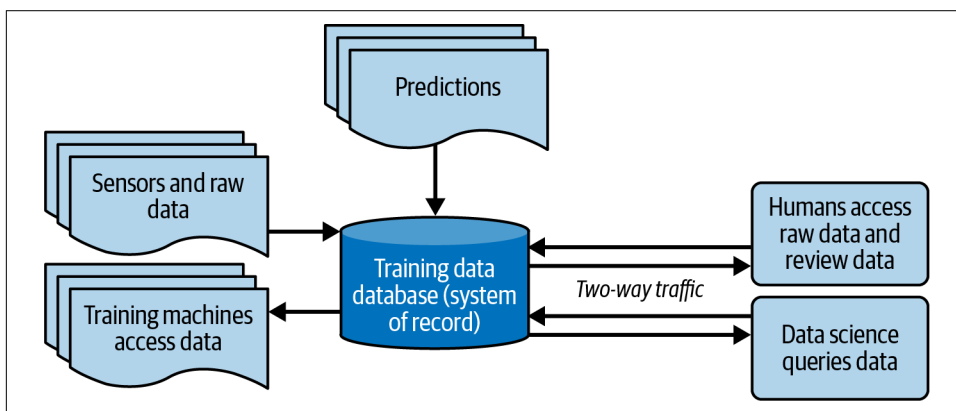 Predictions
Sensors and raw
data
Training machines
access data
Training data
database (system
of record)
Two-way traffic
Humans access
raw data and
review data
Data science
queries data